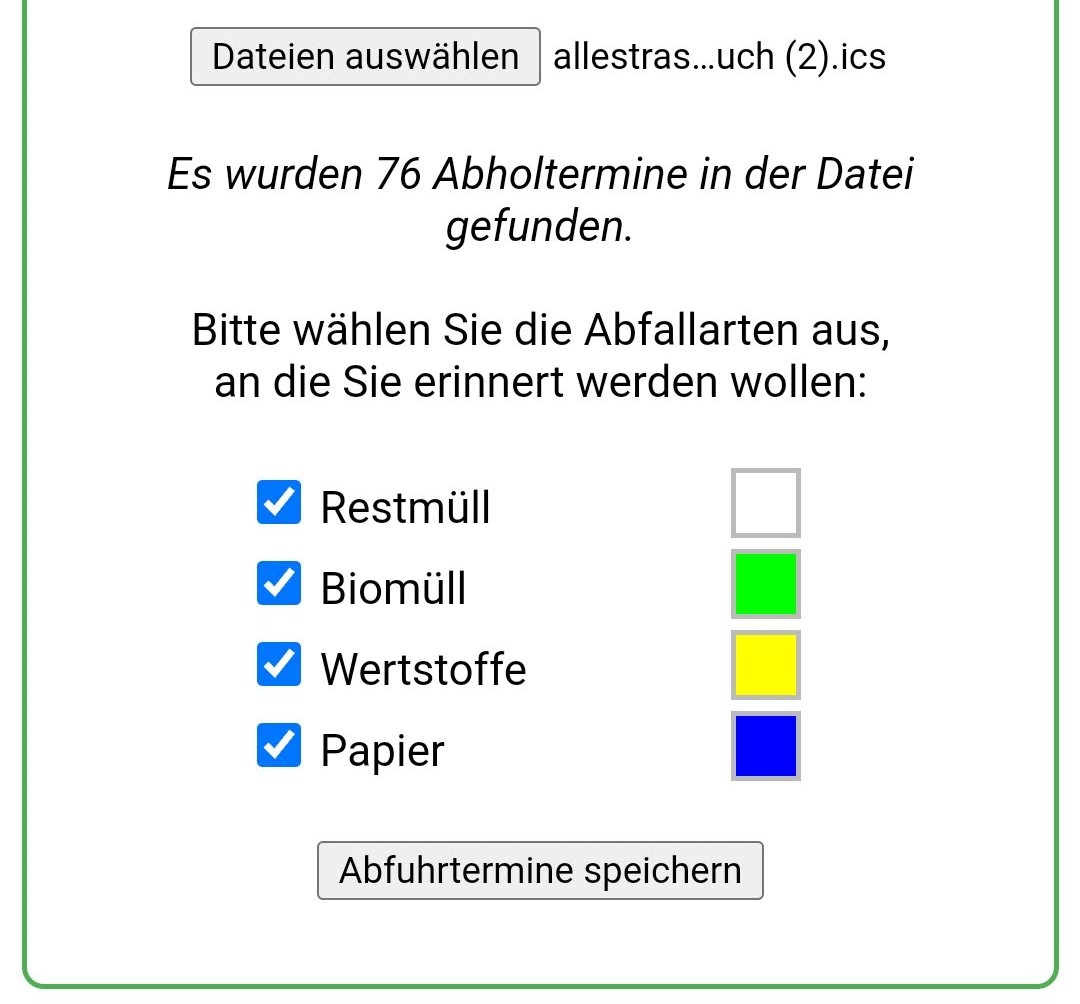 Dateien auswählen allestras...uch (2).ics
Es wurden 76 Abholtermine in der Datei
gefunden.
Bitte wählen Sie die Abfallarten aus,
an die Sie erinnert werden wollen:
Restmüll
Biomüll
Wertstoffe
Papier
Abfuhrtermine speichern